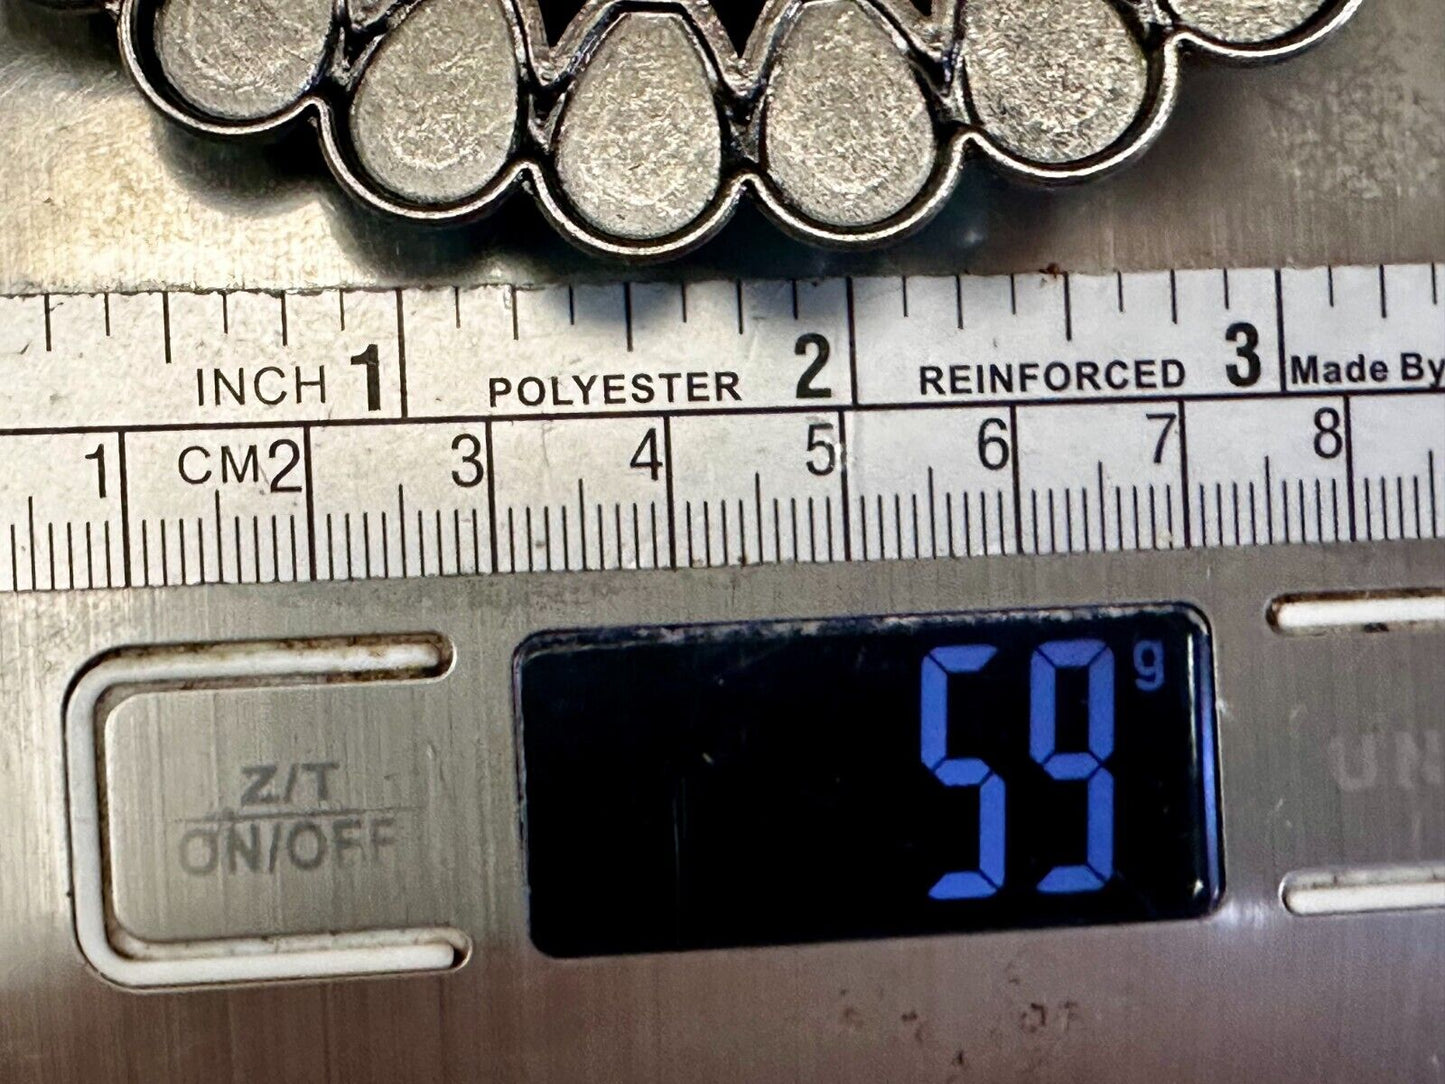 INCH 1 POLYESTER 2 REINFORCED 3 Made By
1 CM 2 3 4 5 6 7 8
59 g
Z/T
ON/OFF
UN